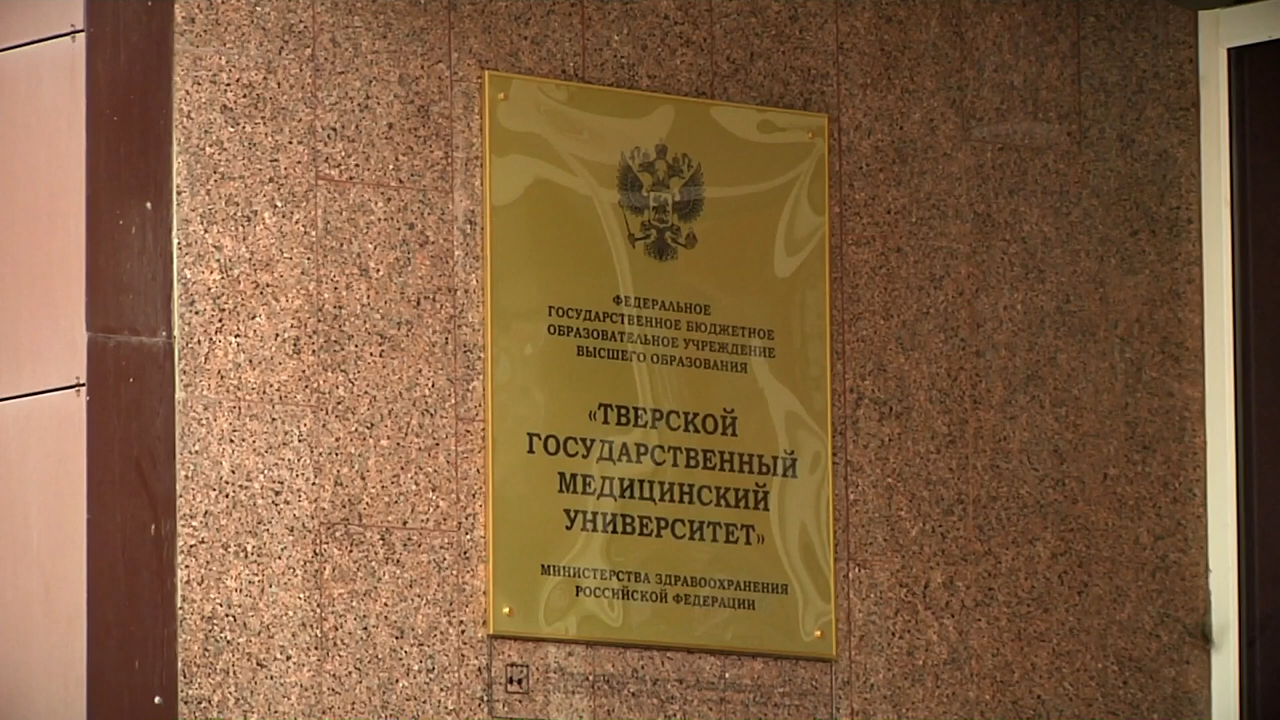 ФЕДЕРАЛЬНОЕ
ГОСУДАРСТВЕННОЕ БЮДЖЕТНОЕ
ОБРАЗОВАТЕЛЬНОЕ УЧРЕЖДЕНИЕ
ВЫСШЕГО ОБРАЗОВАНИЯ
«ТВЕРСКОЙ
ГОСУДАРСТВЕННЫЙ
МЕДИЦИНСКИЙ
УНИВЕРСИТЕТ»
МИНИСТЕРСТВА ЗДРАВООХРАНЕНИЯ
РОССИЙСКОЙ ФЕДЕРАЦИИ